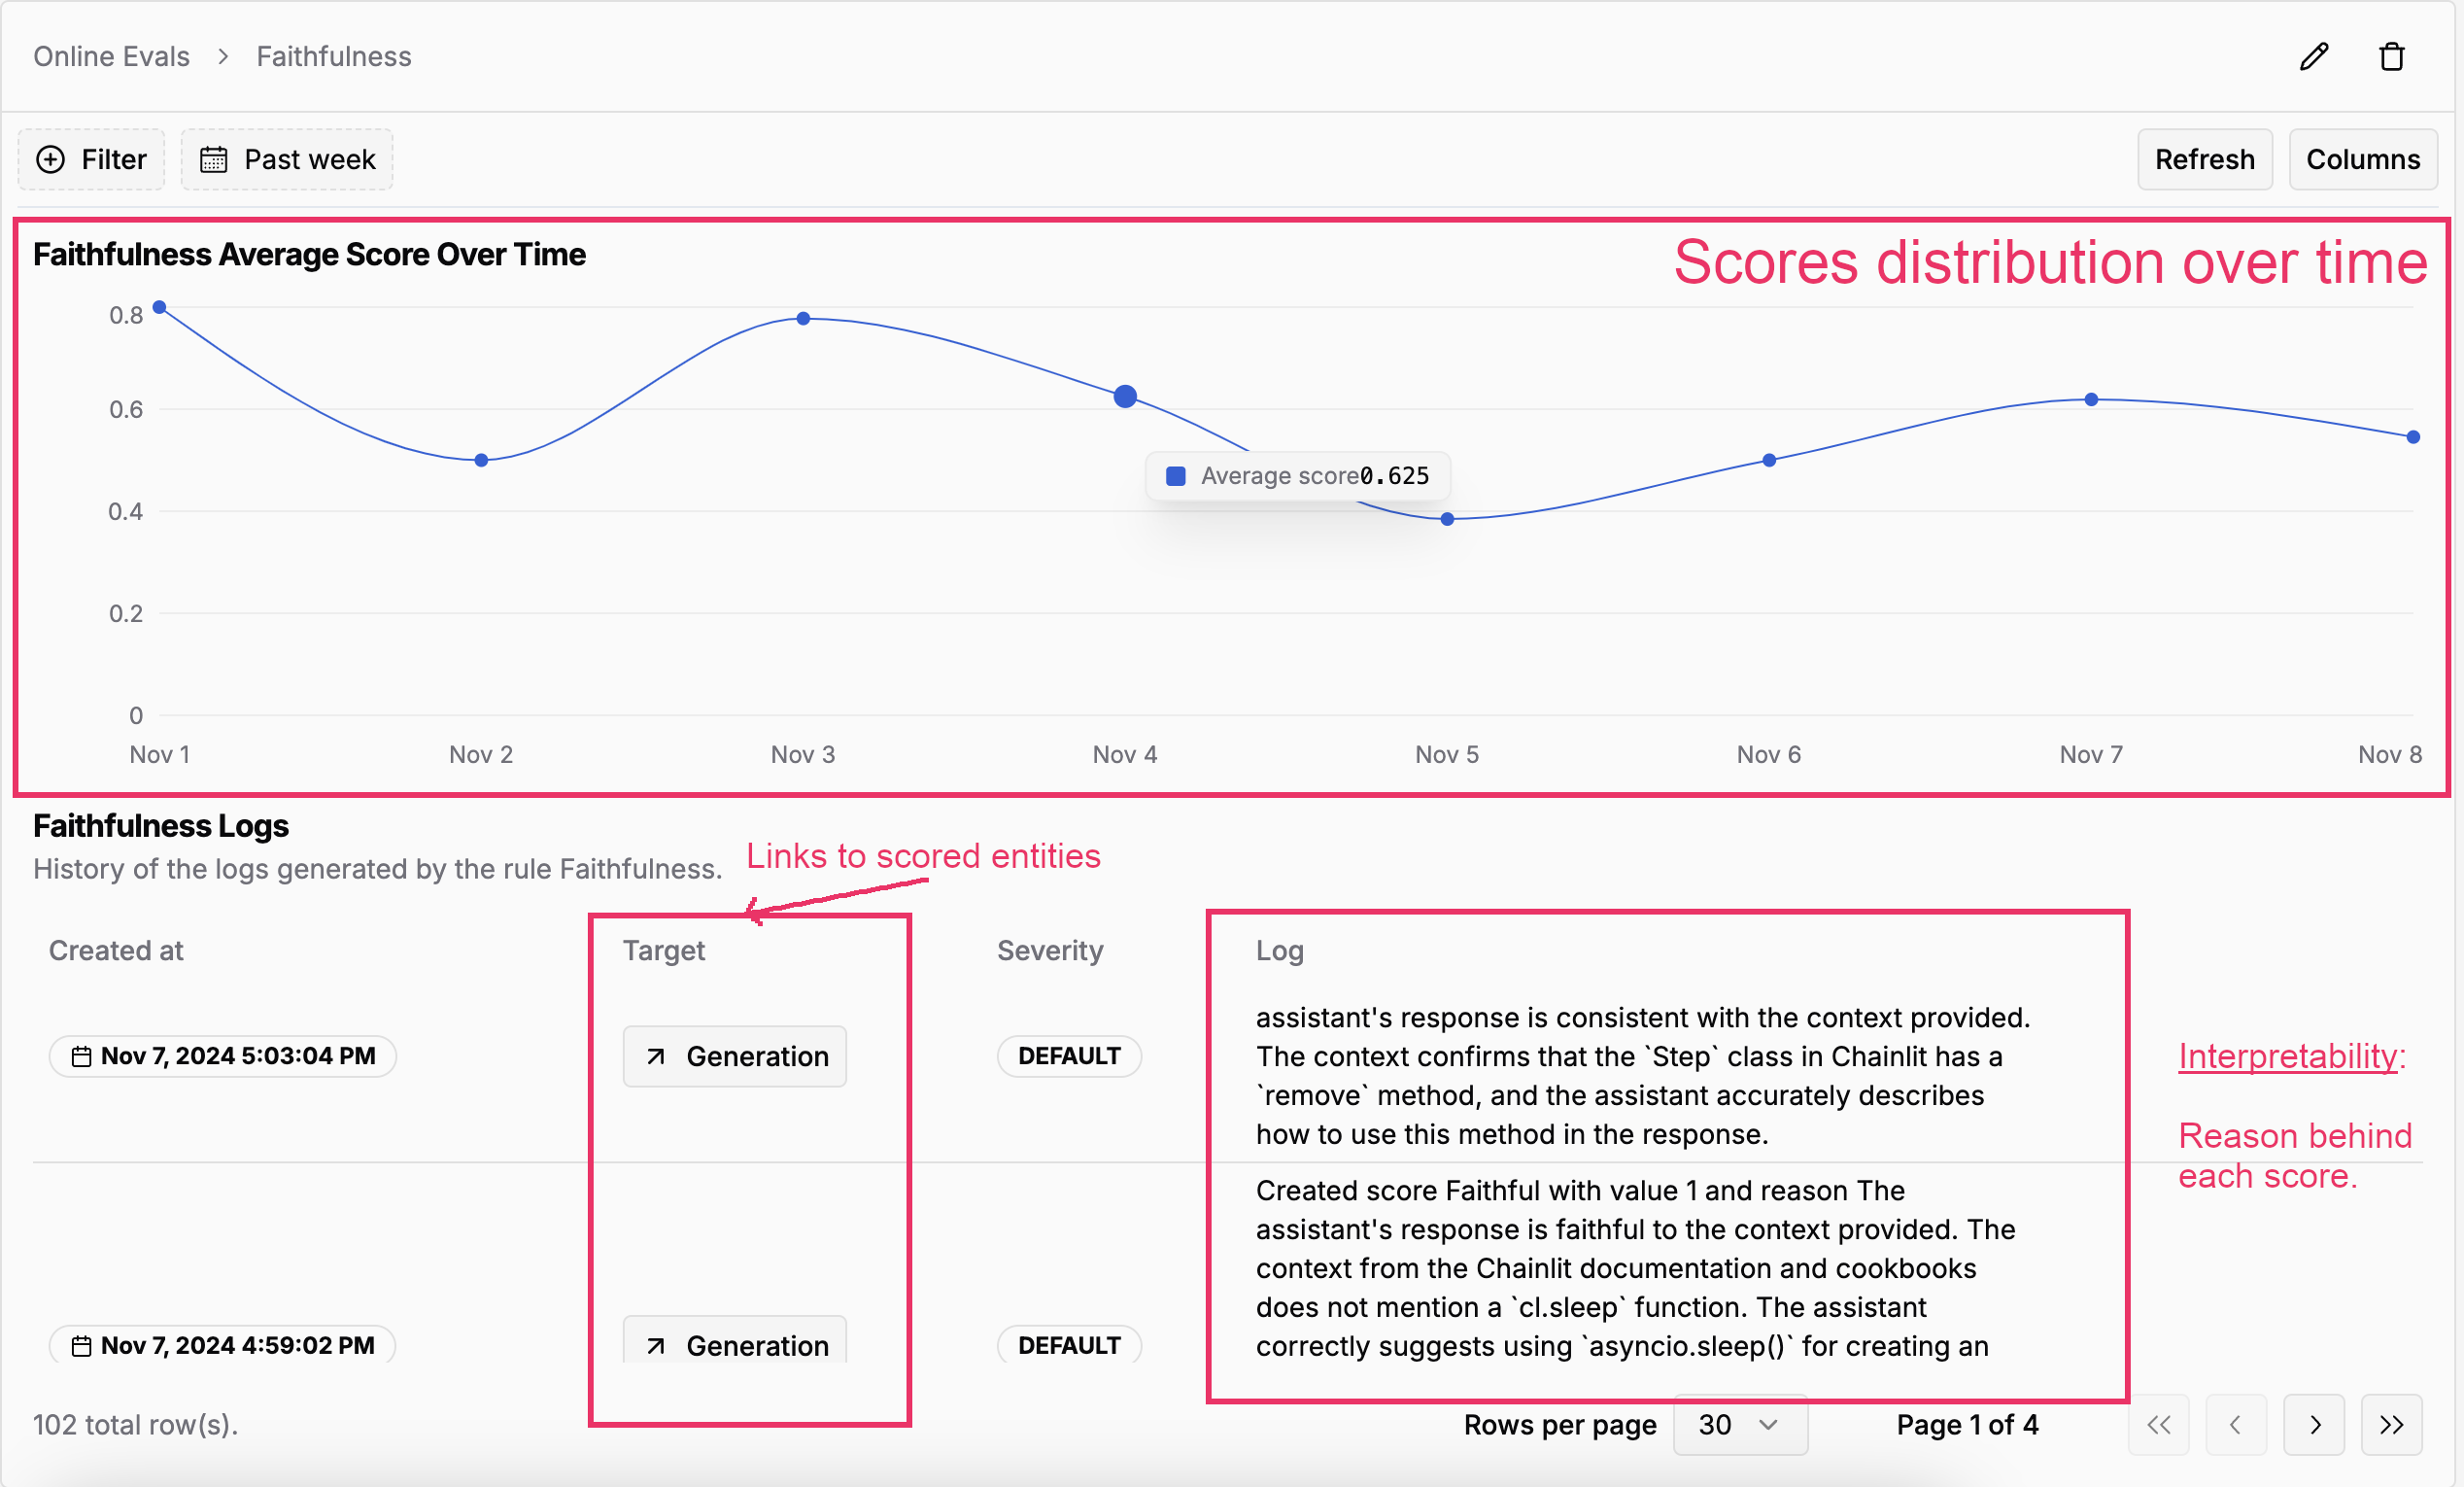 Online Evals > Faithfulness
Filter
Past week
Refresh
Columns
Faithfulness Average Score Over Time
Scores distribution over time
0.8
0.6
0.4
0.2
0
Average score0.625
Nov 1
Nov 2
Nov 3
Nov 4
Nov 5
Nov 6
Nov 7
Nov 8
Faithfulness Logs
History of the logs generated by the rule Faithfulness.
Links to scored entities
Created at
Target
Severity
Log
Nov 7, 2024 5:03:04 PM
Generation
DEFAULT
assistant's response is consistent with the context provided.
The context confirms that the `Step` class in Chainlit has a
`remove` method, and the assistant accurately describes
how to use this method in the response.
Interpretability:
Reason behind
each score.
Nov 7, 2024 4:59:02 PM
Generation
DEFAULT
Created score Faithful with value 1 and reason The
assistant's response is faithful to the context provided. The
context from the Chainlit documentation and cookbooks
does not mention a `cl.sleep` function. The assistant
correctly suggests using `asyncio.sleep()` for creating an
102 total row(s).
Rows per page
30
Page 1 of 4